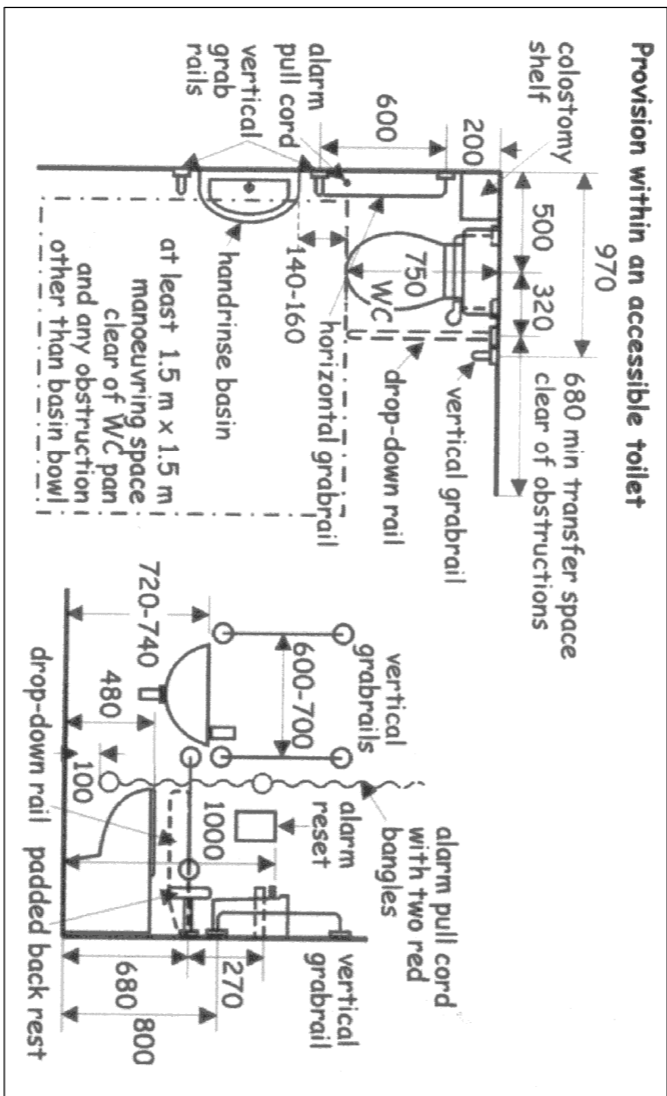 Provision within an accessible toilet
colostomy
shelf
970
500
320
680 min transfer space
clear of obstructions
200
600
alarm
pull cord
vertical
grab
rails
750
WC
vertical grabrail
drop-down rail
horizontal grabrail
140-160
handrinse basin
at least 1.5 m x 1.5 m
manoeuvring space
clear of WC pan
and any obstruction
other than basin bowl
alarm pull cord
with two red
bangles
vertical
grabrails
600-700
alarm
reset
vertical
grabrail
720-740
480
100
1000
270
680
800
drop-down rail
padded back rest